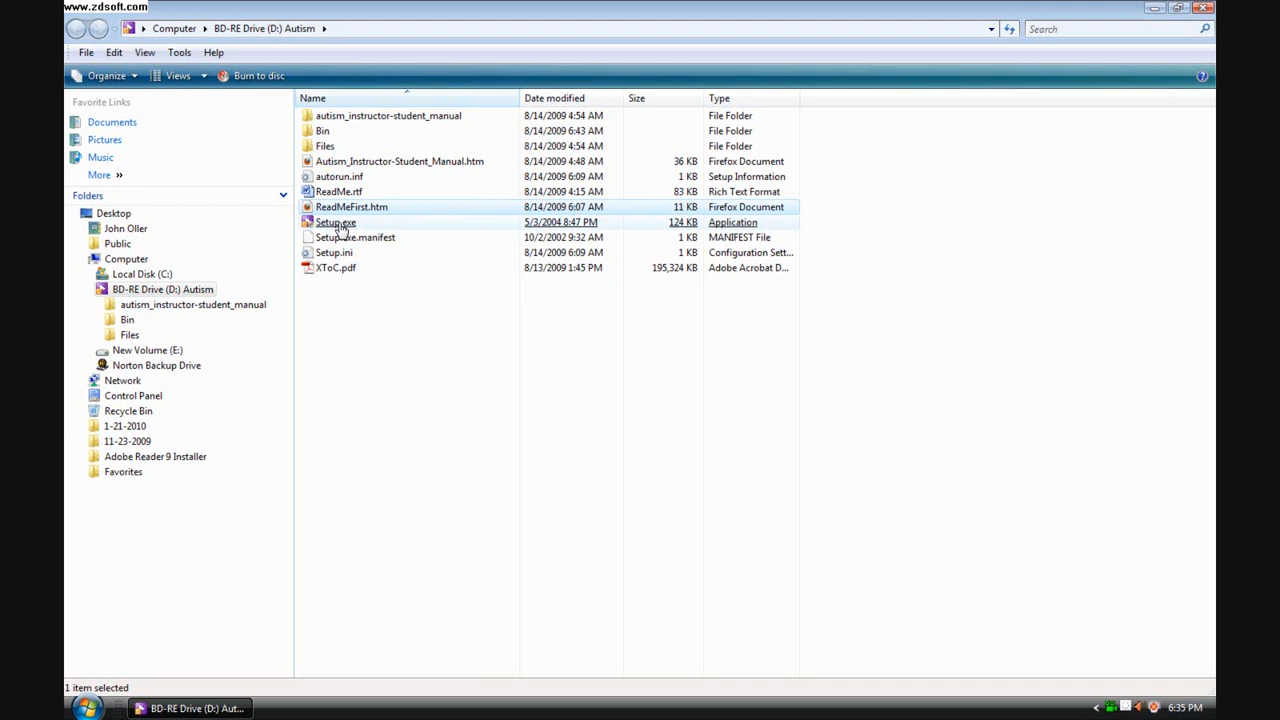 www.zdsoft.com
Computer BD-RE Drive (D:) Autism Search
File Edit View Tools Help
Organize Views Burn to disc
Favorite Links
Documents
Pictures
Music
More »
Folders
Desktop
John Oller
Public
Computer
Local Disk (C:)
BD-RE Drive (D:) Autism
autism_instructor-student_manual
Bin
Files
New Volume (E:)
Norton Backup Drive
Network
Control Panel
Recycle Bin
1-21-2010
11-23-2009
Adobe Reader 9 Installer
Favorites
Name Date modified Size Type
autism_instructor-student_manual 8/14/2009 4:54 AM File Folder
Bin 8/14/2009 6:43 AM File Folder
Files 8/14/2009 4:54 AM File Folder
Autism_Instructor-Student_Manual.htm 8/14/2009 4:48 AM 36 KB Firefox Document
autorun.inf 8/14/2009 6:09 AM 1 KB Setup Information
ReadMe.rtf 8/14/2009 4:15 AM 83 KB Rich Text Format
ReadMeFirst.htm 8/14/2009 6:07 AM 11 KB Firefox Document
Setup.exe 5/3/2004 8:47 PM 124 KB Application
Setup.exe.manifest 10/2/2002 9:32 AM 1 KB MANIFEST File
Setup.ini 8/14/2009 6:09 AM 1 KB Configuration Sett...
XToC.pdf 8/13/2009 1:45 PM 195,324 KB Adobe Acrobat D...
1 item selected
BD-RE Drive (D:) Aut... 6:35 PM